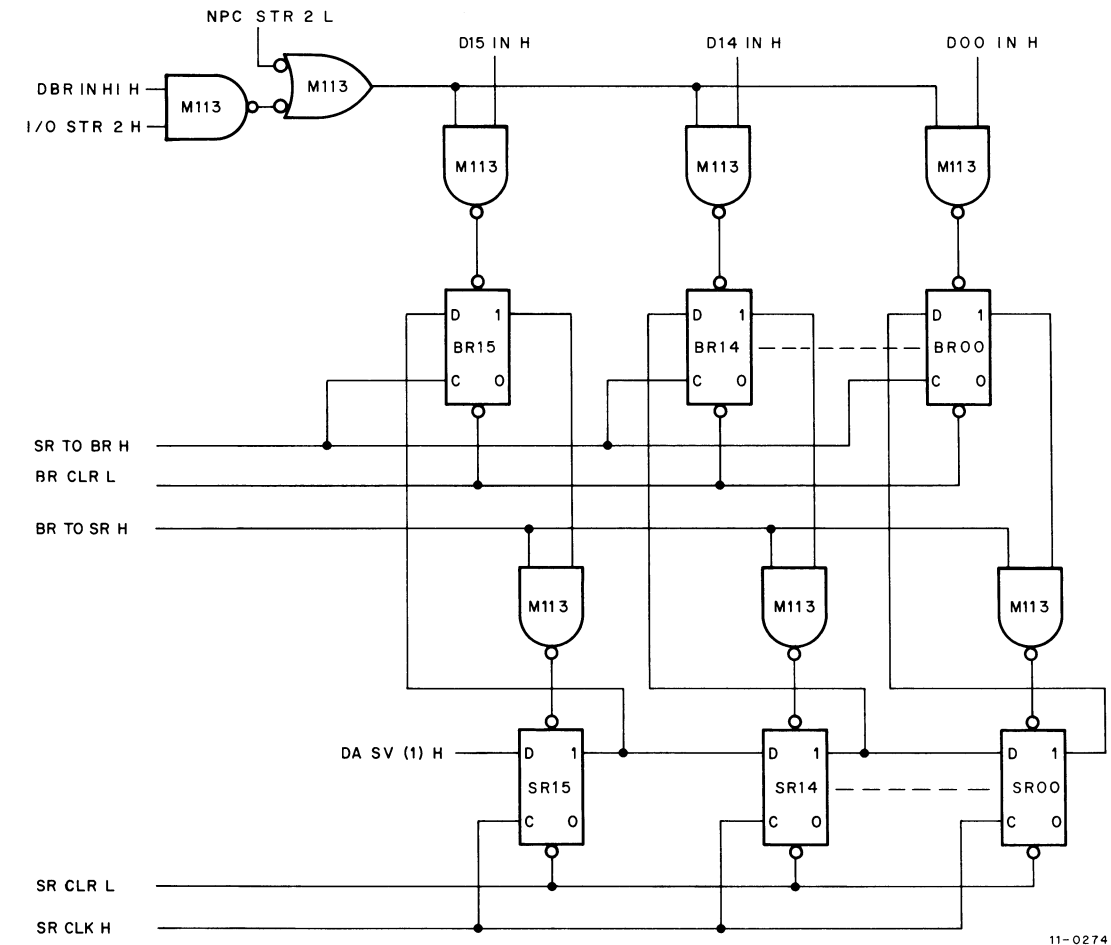 NPC STR 2 L
D15 IN H
D14 IN H
D00 IN H
DBR INHI H
M113
M113
I/O STR 2 H
M113
M113
M113
D 1
BR15
C 0
D 1
BR14
C 0
D 1
BR00
C 0
SR TO BR H
BR CLR L
BR TO SR H
M113
M113
M113
DA SV (1) H
D 1
SR15
C 0
D 1
SR14
C 0
D 1
SR00
C 0
SR CLR L
SR CLK H
11-0274